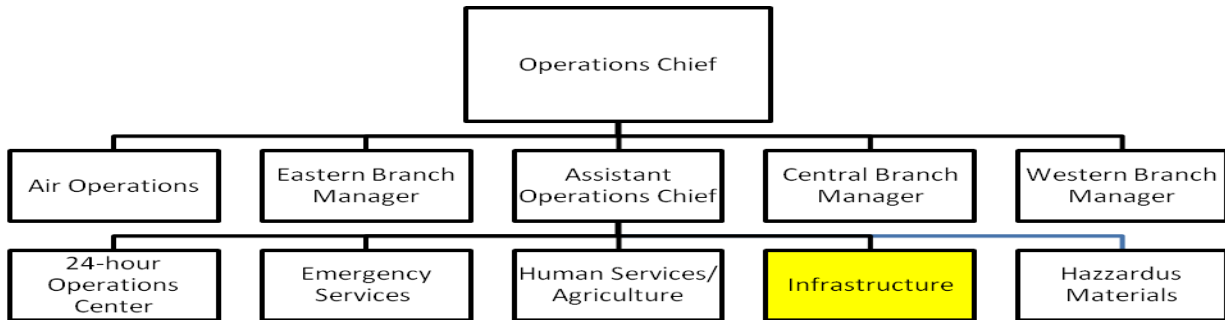 Operations Chief
Air Operations
Eastern Branch
Manager
Assistant
Operations Chief
Central Branch
Manager
Western Branch
Manager
24-hour
Operations
Center
Emergency
Services
Human Services/
Agriculture
Infrastructure
Hazzardus
Materials